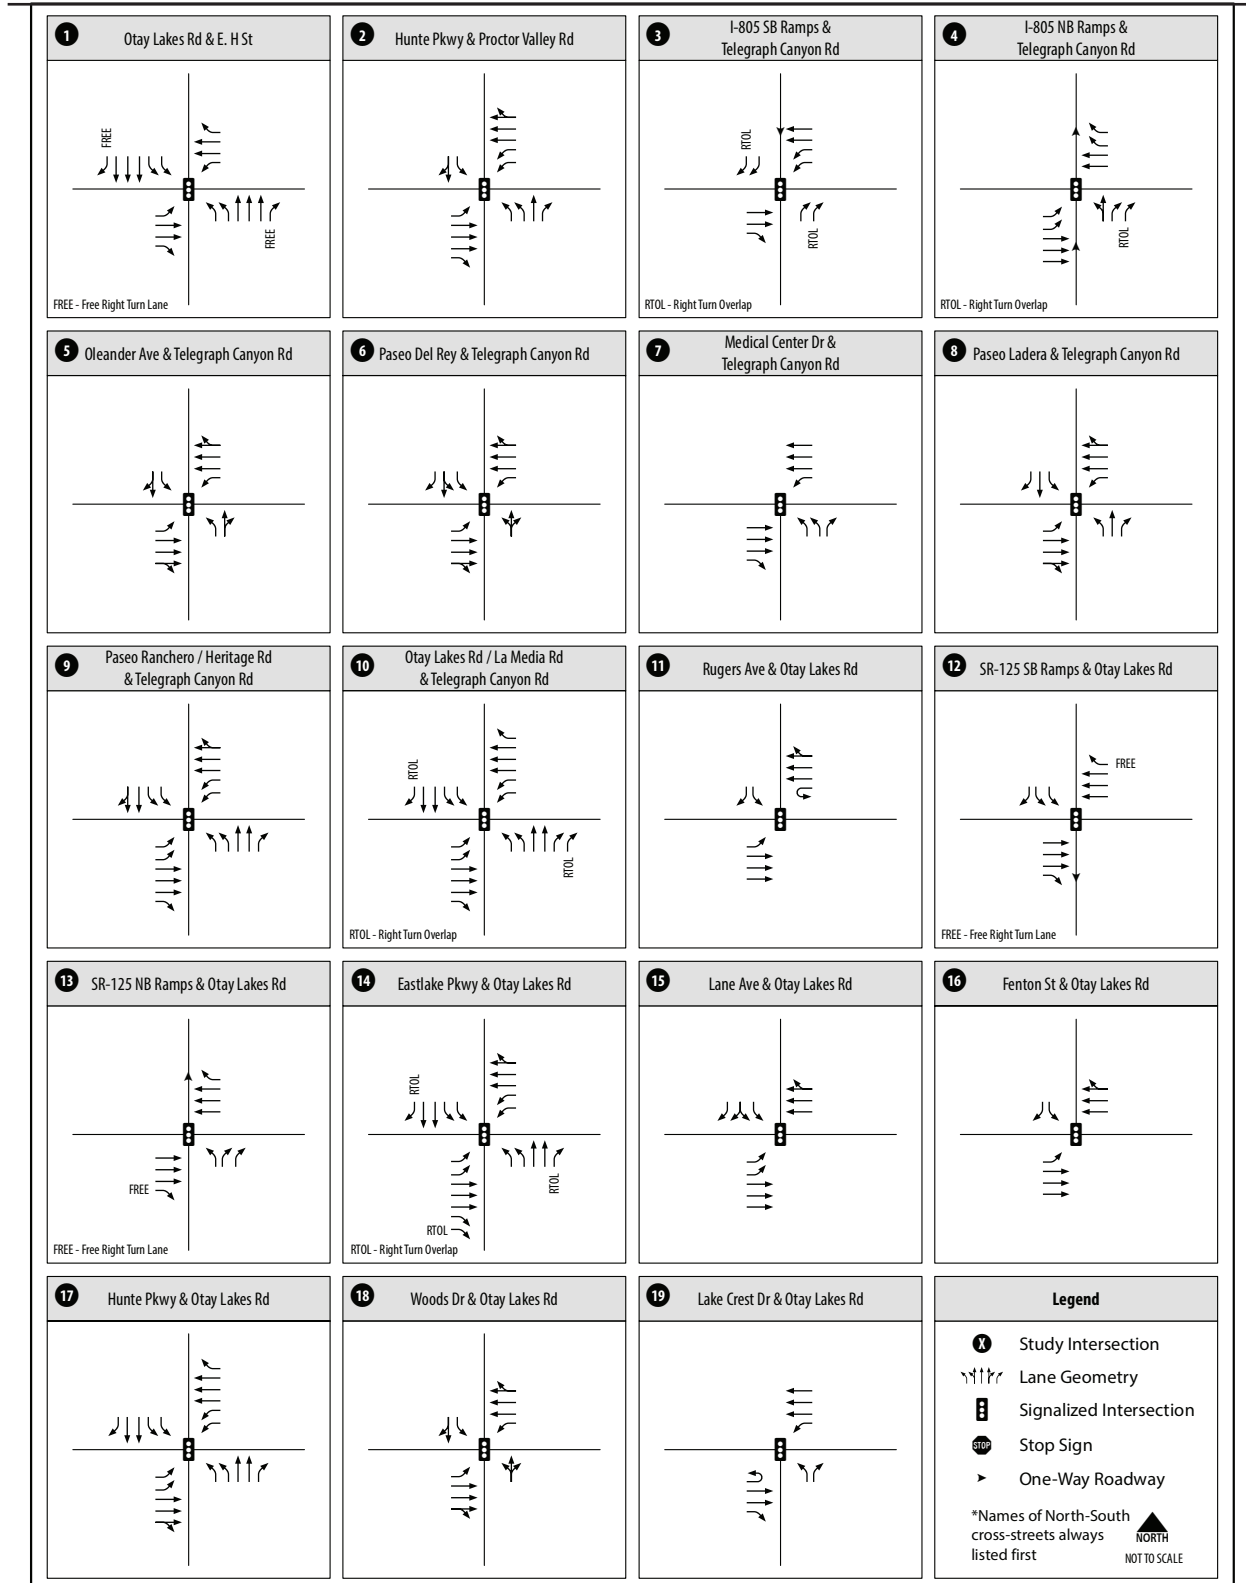 1
Otay Lakes Rd & E. H St
FREE
FREE
FREE - Free Right Turn Lane
2
Hunte Pkwy & Proctor Valley Rd
3
I-805 SB Ramps &
Telegraph Canyon Rd
RTOL
RTOL
RTOL - Right Turn Overlap
4
I-805 NB Ramps &
Telegraph Canyon Rd
RTOL
RTOL - Right Turn Overlap
5
Oleander Ave & Telegraph Canyon Rd
6
Paseo Del Rey & Telegraph Canyon Rd
7
Medical Center Dr &
Telegraph Canyon Rd
8
Paseo Ladera & Telegraph Canyon Rd
9
Paseo Ranchero / Heritage Rd
& Telegraph Canyon Rd
10
Otay Lakes Rd / La Media Rd
& Telegraph Canyon Rd
RTOL
RTOL
RTOL - Right Turn Overlap
11
Rugers Ave & Otay Lakes Rd
12
SR-125 SB Ramps & Otay Lakes Rd
FREE
FREE - Free Right Turn Lane
13
SR-125 NB Ramps & Otay Lakes Rd
FREE
FREE - Free Right Turn Lane
14
Eastlake Pkwy & Otay Lakes Rd
RTOL
RTOL
RTOL
RTOL - Right Turn Overlap
15
Lane Ave & Otay Lakes Rd
16
Fenton St & Otay Lakes Rd
17
Hunte Pkwy & Otay Lakes Rd
18
Woods Dr & Otay Lakes Rd
19
Lake Crest Dr & Otay Lakes Rd
Legend
X Study Intersection
Lane Geometry
Signalized Intersection
STOP Stop Sign
One-Way Roadway
*Names of North-South
cross-streets always
listed first
NORTH
NOT TO SCALE